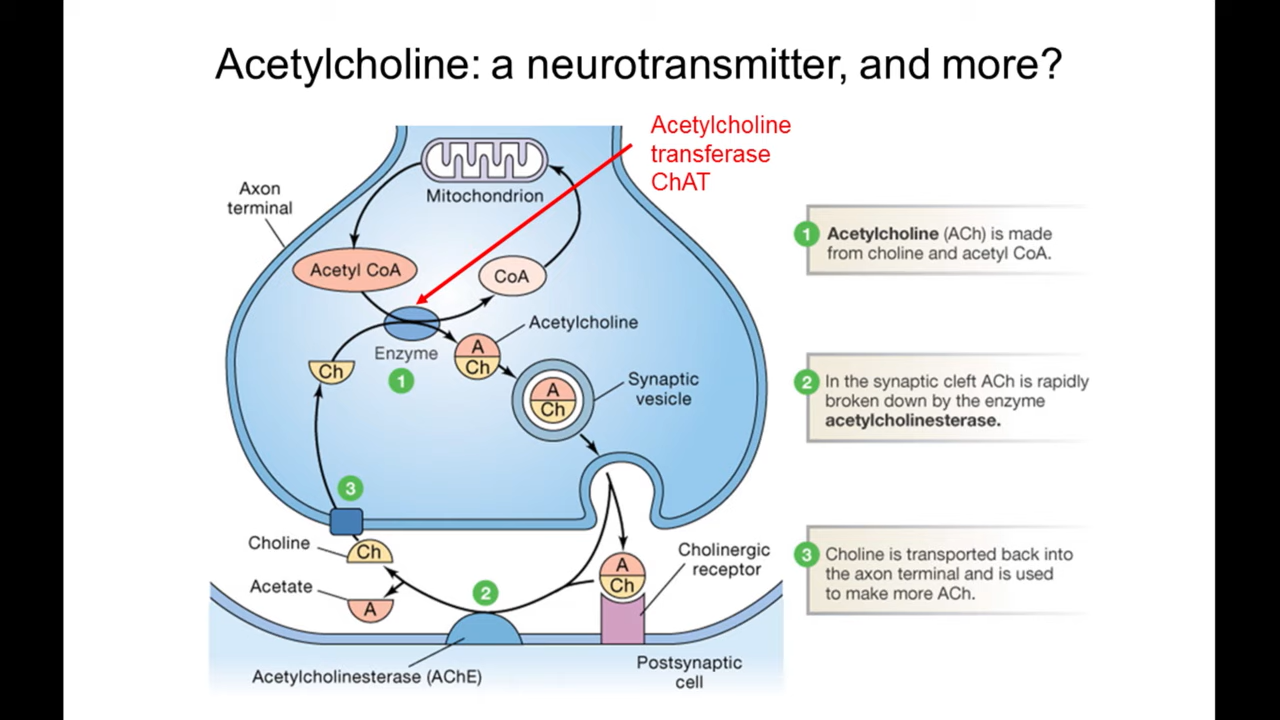 Acetylcholine: a neurotransmitter, and more?
Acetylcholine
transferase
ChAT
Axon
terminal
Mitochondrion
Acetyl CoA
CoA
Acetylcholine
Enzyme
1
A
Ch
Ch
Synaptic
vesicle
A
Ch
3
Choline
Ch
Acetate
A
2
A
Ch
Cholinergic
receptor
Acetylcholinesterase (AChE)
Postsynaptic
cell
1
Acetylcholine (ACh) is made
from choline and acetyl CoA.
2
In the synaptic cleft ACh is rapidly
broken down by the enzyme
acetylcholinesterase.
3
Choline is transported back into
the axon terminal and is used
to make more ACh.